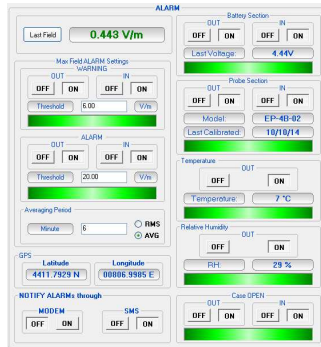 ALARM
Last Field 0.443 V/m
Max Field ALARM Settings
WARNING
OUT IN
OFF ON OFF ON
Threshold 6.00 V/m
ALARM
OUT IN
OFF ON OFF ON
Threshold 20.00 V/m
Averaging Period
Minute 6 RMS
AVG
GPS
Latitude Longitude
4411.7929 N 00806.9985 E
NOTIFY ALARMs through
MODEM SMS
OFF ON OFF ON
Battery Section
OUT IN
OFF ON OFF ON
Last Voltage: 4.44V
Probe Section
OUT IN
OFF ON OFF ON
Model: EP-4B-02
Last Calibrated: 10/10/14
Temperature
OUT
OFF ON
Temperature: 7 °C
Relative Humidity
OUT
OFF ON
RH: 29 %
Case OPEN
OUT IN
OFF ON OFF ON